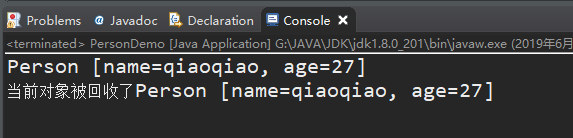 Problems @ Javadoc Declaration Console
<terminated> PersonDemo [Java Application] G:\JAVA\JDK\jdk1.8.0_201\bin\javaw.exe (2019年6月
Person [name=qiaoqiao, age=27]
当前对象被回收了Person [name=qiaoqiao, age=27]